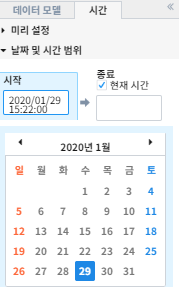 데이터 모델 시간
미리 설정
날짜 및 시간 범위
시작
2020/01/29
15:22:00
종료
현재 시간
2020년 1월
일 월 화 수 목 금 토
1 2 3 4
5 6 7 8 9 10 11
12 13 14 15 16 17 18
19 20 21 22 23 24 25
26 27 28 29 30 31